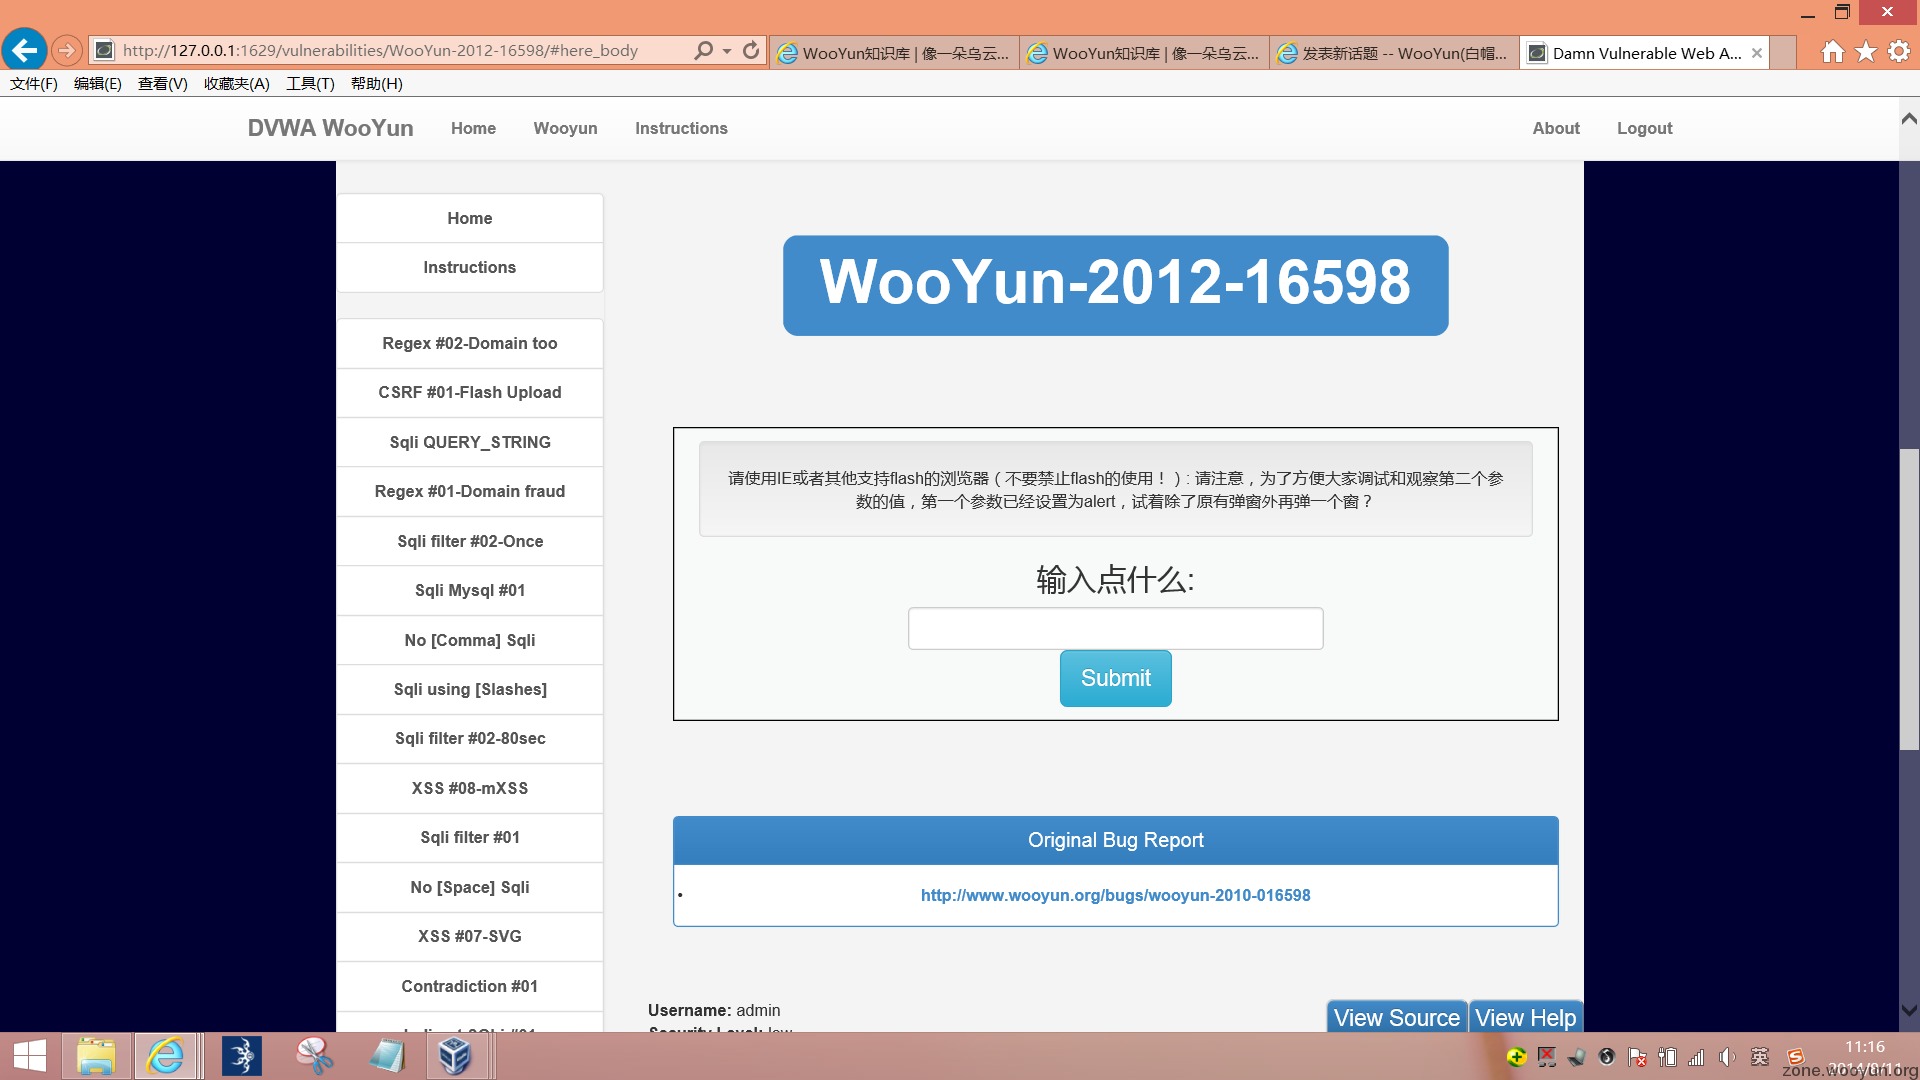 http://127.0.0.1:1629/vulnerabilities/WooYun-2012-16598/#here_body
WooYun知识库 | 像一朵乌云...
WooYun知识库 | 像一朵乌云...
发表新话题 -- WooYun(白帽...
Damn Vulnerable Web A...
文件(F) 编辑(E) 查看(V) 收藏夹(A) 工具(T) 帮助(H)
DVWA WooYun Home Wooyun Instructions About Logout
Home
Instructions
Regex #02-Domain too
CSRF #01-Flash Upload
Sqli QUERY_STRING
Regex #01-Domain fraud
Sqli filter #02-Once
Sqli Mysql #01
No [Comma] Sqli
Sqli using [Slashes]
Sqli filter #02-80sec
XSS #08-mXSS
Sqli filter #01
No [Space] Sqli
XSS #07-SVG
Contradiction #01
WooYun-2012-16598
请使用IE或者其他支持flash的浏览器（不要禁止flash的使用！）: 请注意，为了方便大家调试和观察第二个参
数的值，第一个参数已经设置为alert，试着除了原有弹窗外再弹一个窗？
输入点什么:
Submit
Original Bug Report
http://www.wooyun.org/bugs/wooyun-2010-016598
Username: admin
Security Level: low
View Source View Help
英
11:16
2014/8/11
zone.wooyun.org